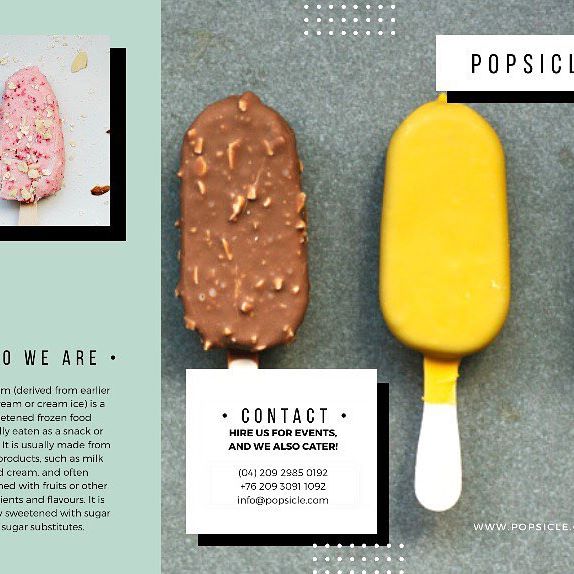 POPSICL
O WE ARE •
m (derived from earlier
ream or cream ice) is a
etened frozen food
lly eaten as a snack or
It is usually made from
products, such as milk
d cream, and often
ned with fruits or other
ients and flavours. It is
y sweetened with sugar
sugar substitutes.
• CONTACT •
HIRE US FOR EVENTS,
AND WE ALSO CATER!
(04) 209 2985 0192
+76 209 3091 1092
info@popsicle.com
WWW.POPSICLE.